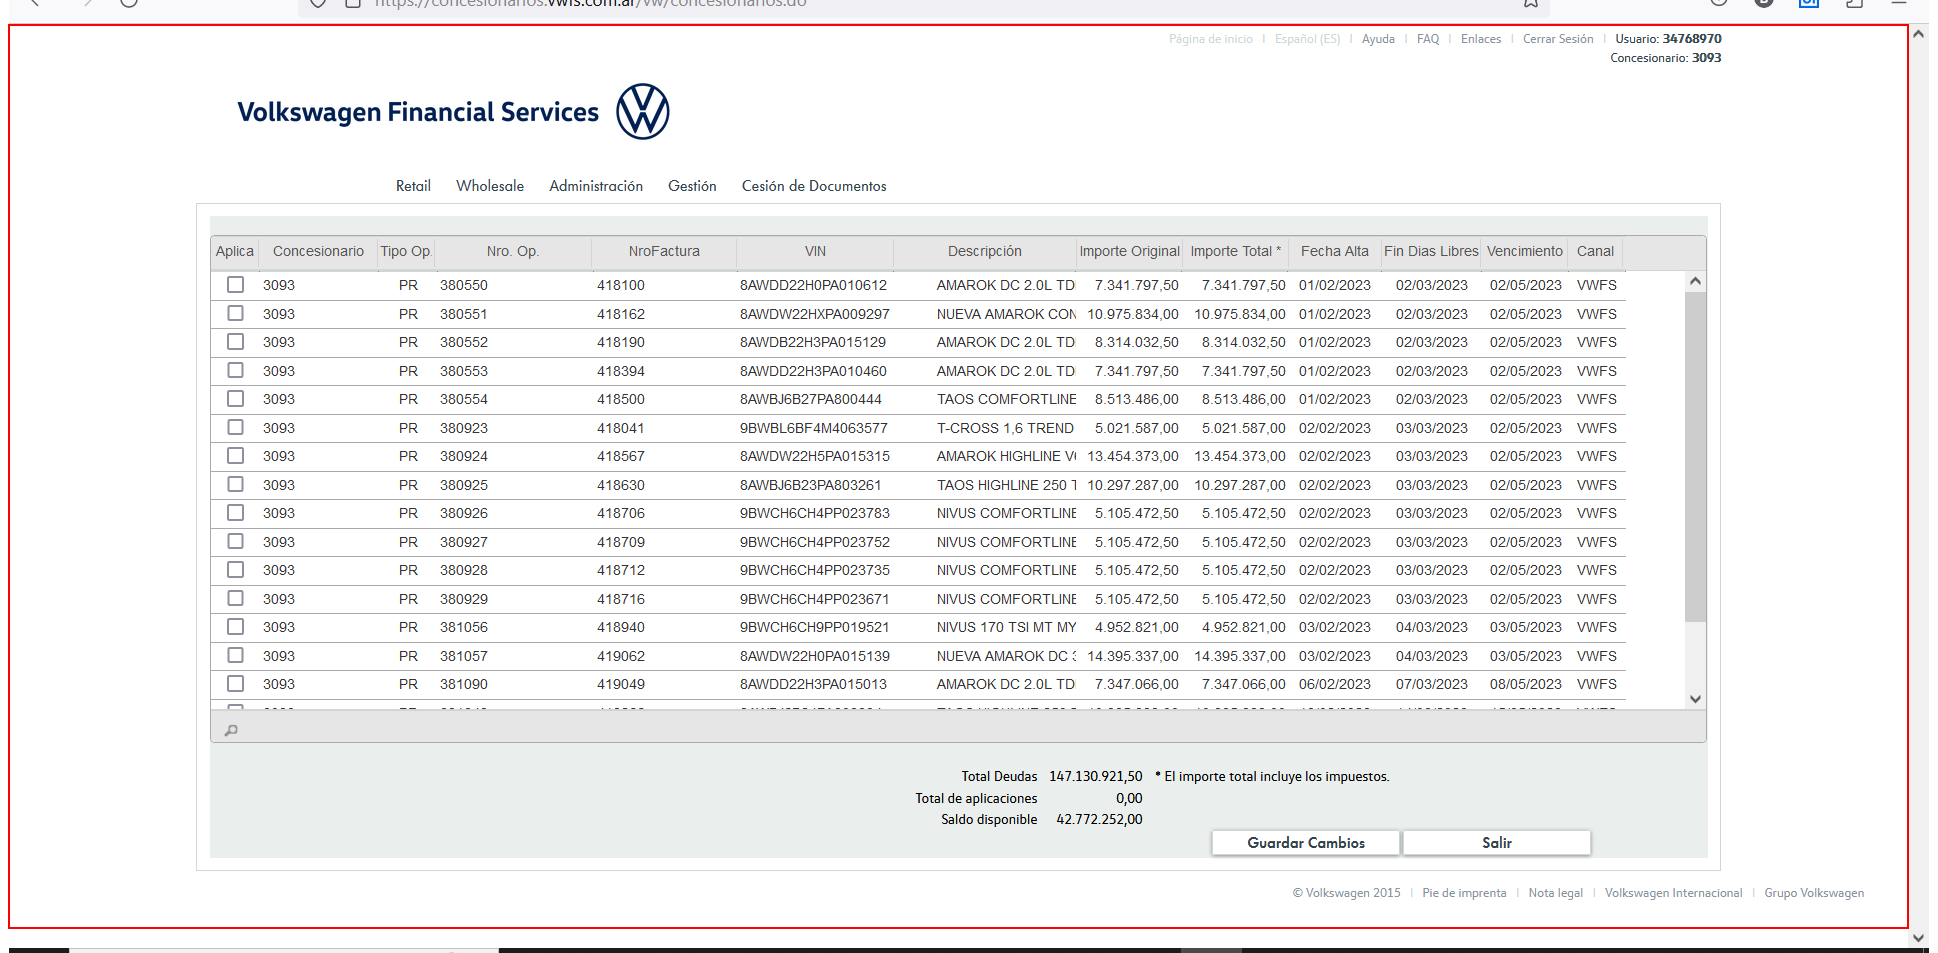 https://concesionarios.vwfs.com.ar/vw/concesionarios.do
Página de inicio | Español (ES) | Ayuda | FAQ | Enlaces | Cerrar Sesión | Usuario: 34768970
Concesionario: 3093
Volkswagen Financial Services
Retail Wholesale Administración Gestión Cesión de Documentos
Aplica Concesionario Tipo Op. Nro. Op. NroFactura VIN Descripción Importe Original Importe Total * Fecha Alta Fin Dias Libres Vencimiento Canal
3093 PR 380550 418100 8AWDD22H0PA010612 AMAROK DC 2.0L TD 7.341.797,50 7.341.797,50 01/02/2023 02/03/2023 02/05/2023 VWFS
3093 PR 380551 418162 8AWDW22HXPA009297 NUEVA AMAROK CON 10.975.834,00 10.975.834,00 01/02/2023 02/03/2023 02/05/2023 VWFS
3093 PR 380552 418190 8AWDB22H3PA015129 AMAROK DC 2.0L TD 8.314.032,50 8.314.032,50 01/02/2023 02/03/2023 02/05/2023 VWFS
3093 PR 380553 418394 8AWDD22H3PA010460 AMAROK DC 2.0L TD 7.341.797,50 7.341.797,50 01/02/2023 02/03/2023 02/05/2023 VWFS
3093 PR 380554 418500 8AWBJ6B27PA800444 TAOS COMFORTLINE 8.513.486,00 8.513.486,00 01/02/2023 02/03/2023 02/05/2023 VWFS
3093 PR 380923 418041 9BWBL6BF4M4063577 T-CROSS 1,6 TREND 5.021.587,00 5.021.587,00 02/02/2023 03/03/2023 02/05/2023 VWFS
3093 PR 380924 418567 8AWDW22H5PA015315 AMAROK HIGHLINE 13.454.373,00 13.454.373,00 02/02/2023 03/03/2023 02/05/2023 VWFS
3093 PR 380925 418630 8AWBJ6B23PA803261 TAOS HIGHLINE 250 T 10.297.287,00 10.297.287,00 02/02/2023 03/03/2023 02/05/2023 VWFS
3093 PR 380926 418706 9BWCH6CH4PP023783 NIVUS COMFORTLINE 5.105.472,50 5.105.472,50 02/02/2023 03/03/2023 02/05/2023 VWFS
3093 PR 380927 418709 9BWCH6CH4PP023752 NIVUS COMFORTLINE 5.105.472,50 5.105.472,50 02/02/2023 03/03/2023 02/05/2023 VWFS
3093 PR 380928 418712 9BWCH6CH4PP023735 NIVUS COMFORTLINE 5.105.472,50 5.105.472,50 02/02/2023 03/03/2023 02/05/2023 VWFS
3093 PR 380929 418716 9BWCH6CH4PP023671 NIVUS COMFORTLINE 5.105.472,50 5.105.472,50 02/02/2023 03/03/2023 02/05/2023 VWFS
3093 PR 381056 418940 9BWCH6CH9PP019521 NIVUS 170 TSI MT MY 4.952.821,00 4.952.821,00 03/02/2023 04/03/2023 03/05/2023 VWFS
3093 PR 381057 419062 8AWDW22H0PA015139 NUEVA AMAROK DC 14.395.337,00 14.395.337,00 03/02/2023 04/03/2023 03/05/2023 VWFS
3093 PR 381090 419049 8AWDD22H3PA015013 AMAROK DC 2.0L TD 7.347.066,00 7.347.066,00 06/02/2023 07/03/2023 08/05/2023 VWFS
Total Deudas 147.130.921,50 * El importe total incluye los impuestos.
Total de aplicaciones 0,00
Saldo disponible 42.772.252,00
Guardar Cambios Salir
© Volkswagen 2015 | Pie de imprenta | Nota legal | Volkswagen Internacional | Grupo Volkswagen